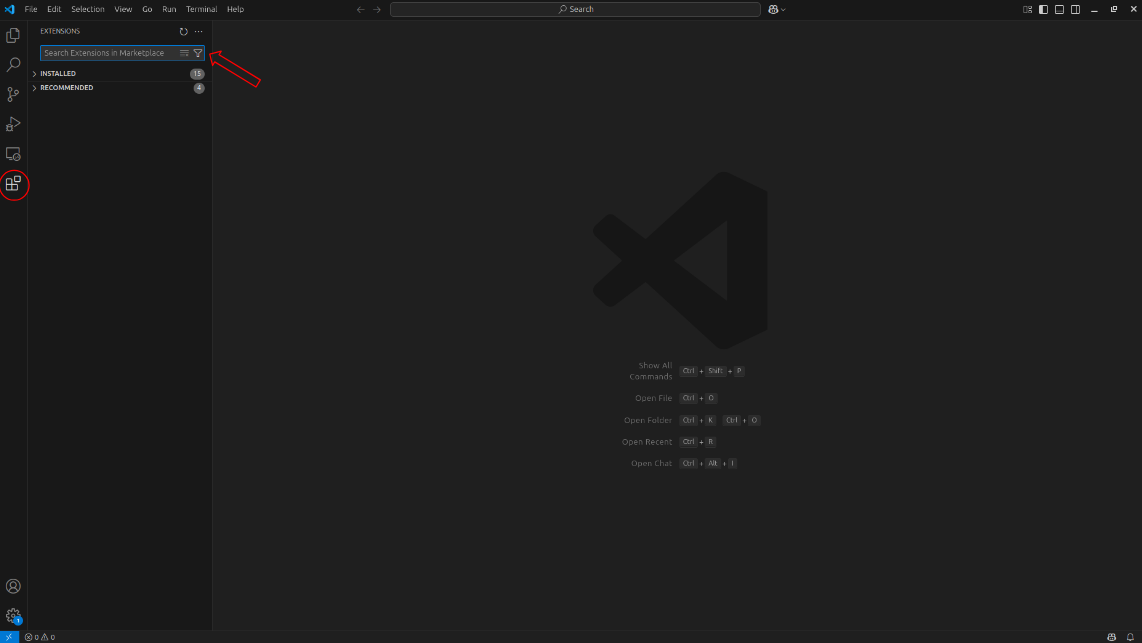 File Edit Selection View Go Run Terminal Help
Search
EXTENSIONS
Search Extensions in Marketplace
INSTALLED 15
RECOMMENDED 4
Show All Commands Ctrl + Shift + P
Open File Ctrl + O
Open Folder Ctrl + K Ctrl + O
Open Recent Ctrl + R
Open Chat Ctrl + Alt + I
1
0 0